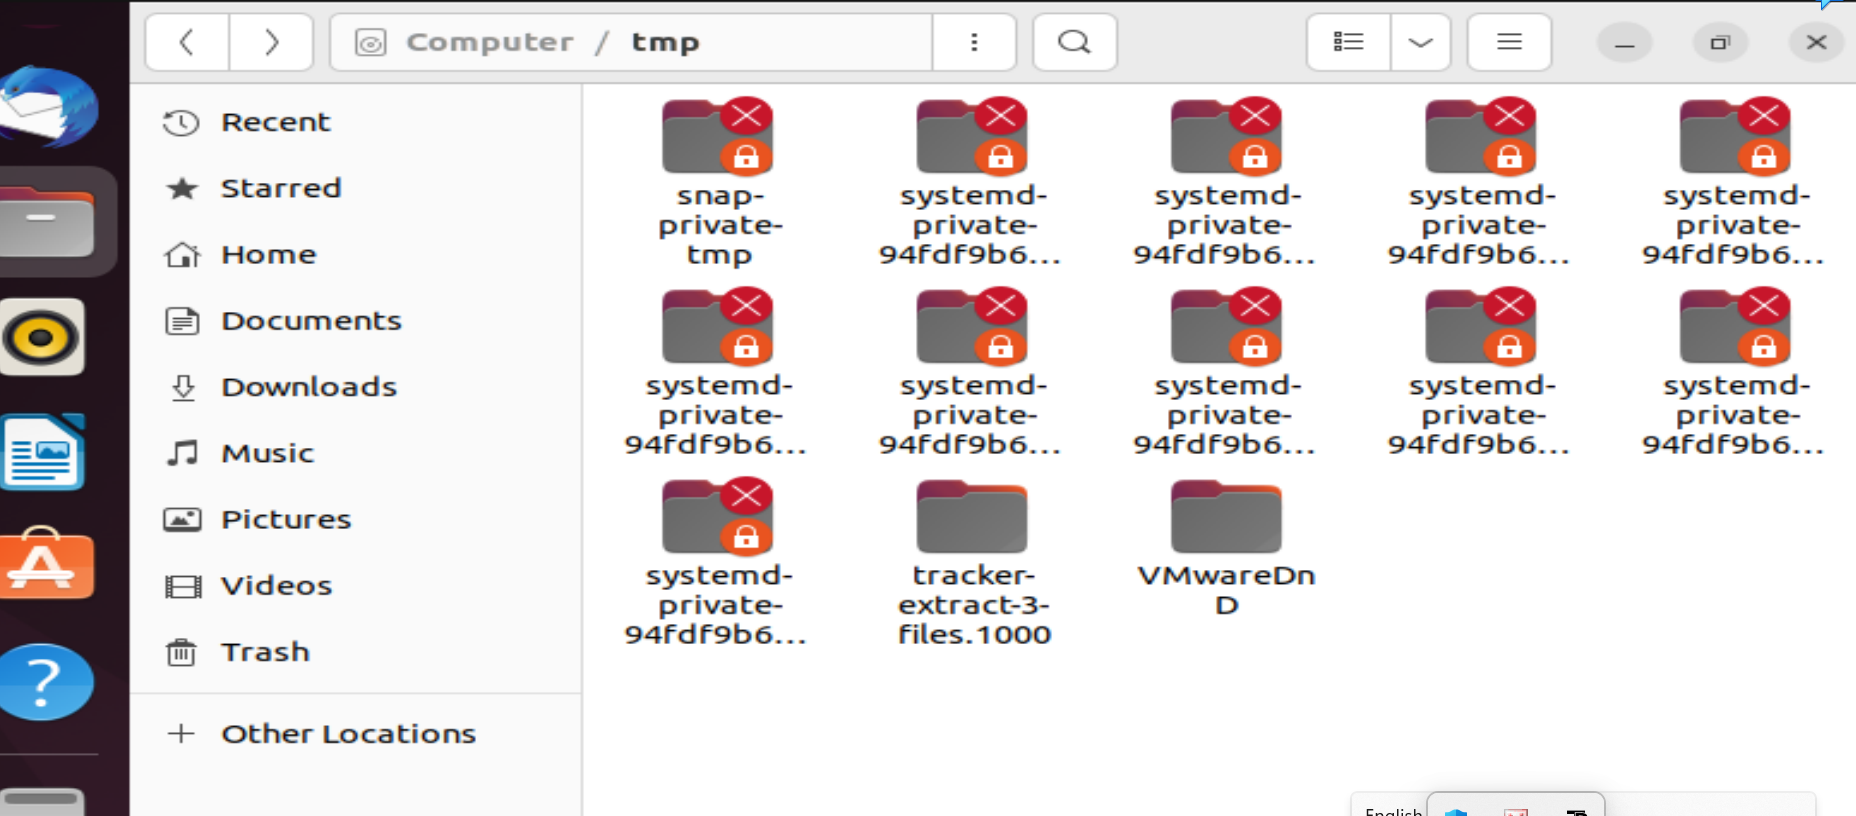 Computer / tmp
Recent
Starred
Home
Documents
Downloads
Music
Pictures
Videos
Trash
Other Locations
snap-
private-
tmp
systemd-
private-
94fdf9b6...
systemd-
private-
94fdf9b6...
systemd-
private-
94fdf9b6...
systemd-
private-
94fdf9b6...
systemd-
private-
94fdf9b6...
systemd-
private-
94fdf9b6...
systemd-
private-
94fdf9b6...
systemd-
private-
94fdf9b6...
systemd-
private-
94fdf9b6...
systemd-
private-
94fdf9b6...
tracker-
extract-3-
files.1000
VMwareDn
D
English